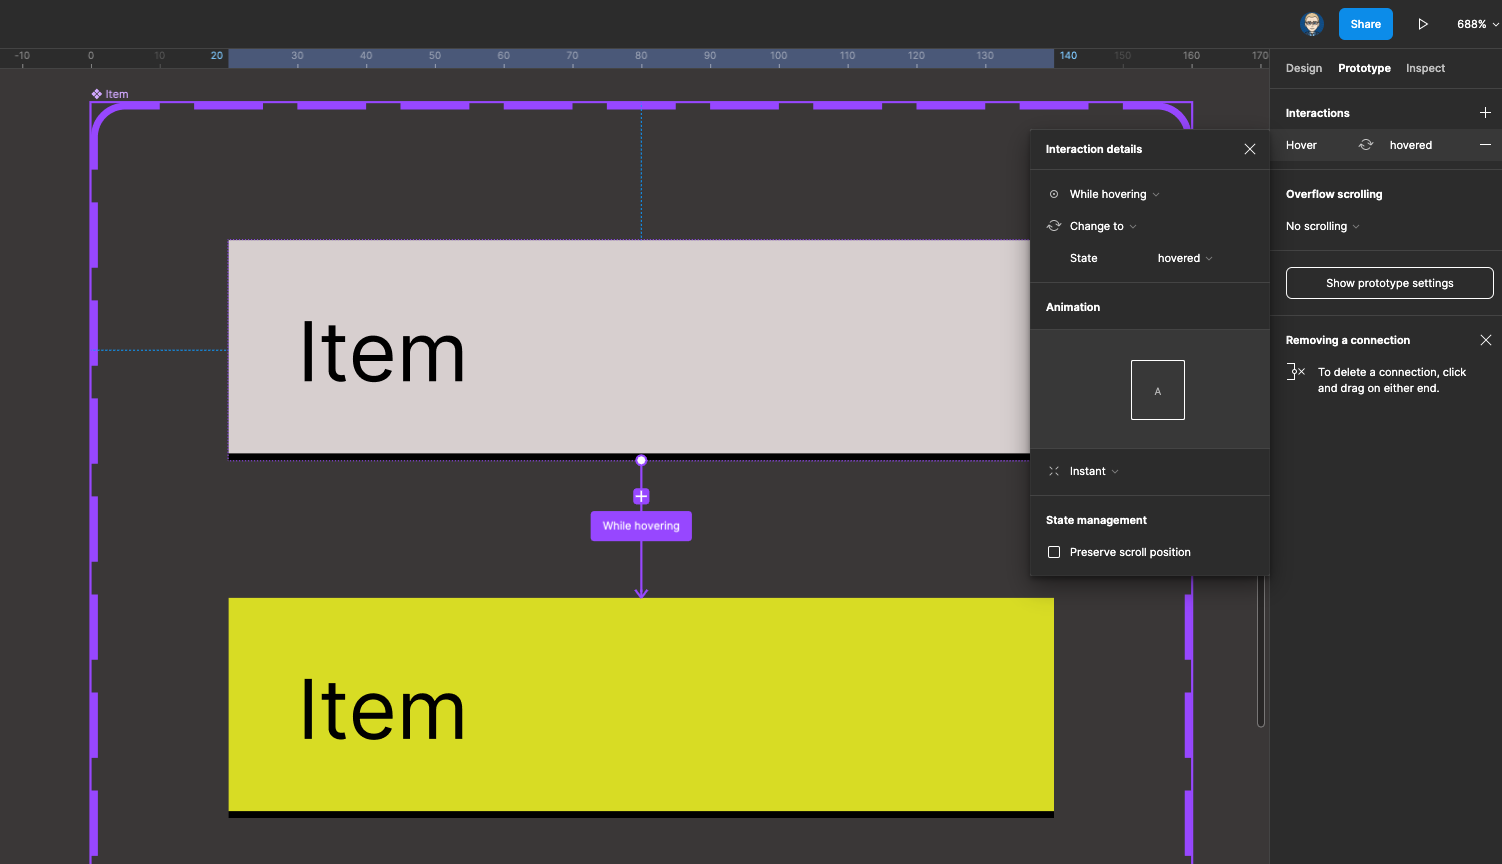 Share
688%
-10 0 10 20 30 40 50 60 70 80 90 100 110 120 130 140 150 160 170
Design Prototype Inspect
Item
Interactions
Hover hovered
Interaction details
While hovering
Change to
State hovered
Animation
A
Instant
State management
Preserve scroll position
Overflow scrolling
No scrolling
Show prototype settings
Removing a connection
To delete a connection, click
and drag on either end.
Item
While hovering
Item